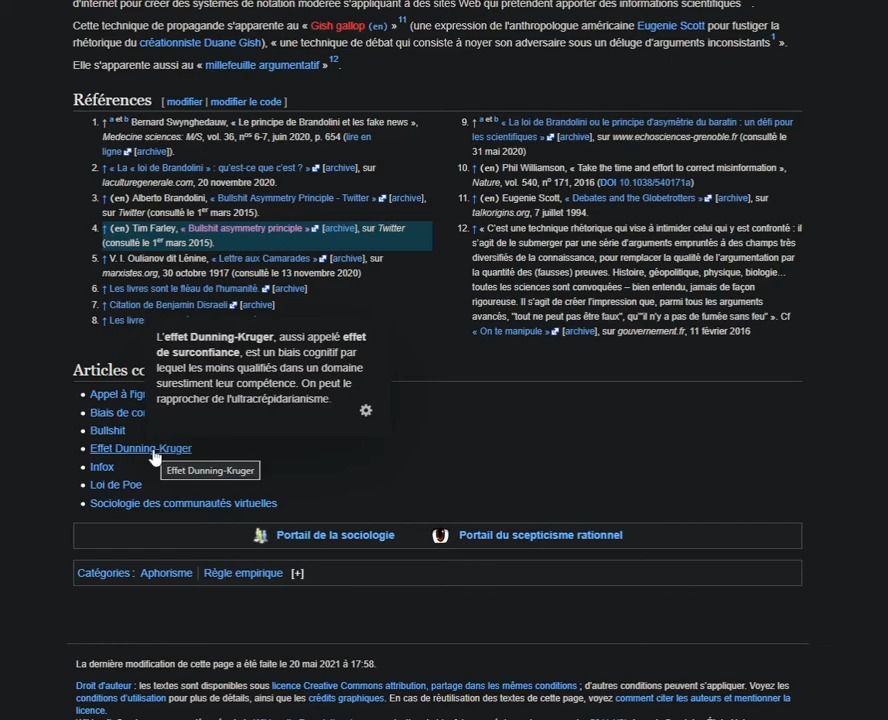 d'internet pour créer des systèmes de notation modérée s'appliquant à des sites Web qui prétendent apporter des informations scientifiques .
Cette technique de propagande s'apparente au « Gish gallop (en) »11 (une expression de l'anthropologue américaine Eugenie Scott pour fustiger la
rhétorique du créationniste Duane Gish), « une technique de débat qui consiste à noyer son adversaire sous un déluge d'arguments inconsistants1 ».
Elle s'apparente aussi au « millefeuille argumentatif »12.
Références [ modifier | modifier le code ]
1. ↑ a et b Bernard Swynghedauw, « Le principe de Brandolini et les fake news »,
Medecine sciences: M/S, vol. 36, nos 6-7, juin 2020, p. 654 (lire en
ligne [archive]).
2. ↑ « La « loi de Brandolini » : qu'est-ce que c'est ? » [archive], sur
laculturegenerale.com, 20 novembre 2020.
3. ↑ (en) Alberto Brandolini, « Bullshit Asymmetry Principle - Twitter » [archive],
sur Twitter (consulté le 1er mars 2015).
4. ↑ (en) Tim Farley, « Bullshit asymmetry principle » [archive], sur Twitter
(consulté le 1er mars 2015).
5. ↑ V. I. Oulianov dit Lénine, « Lettre aux Camarades » [archive], sur
marxistes.org, 30 octobre 1917 (consulté le 13 novembre 2020)
6. ↑ Les livres sont le fléau de l'humanité. [archive]
7. ↑ Citation de Benjamin Disraeli [archive]
8. ↑ Les livre
9. ↑ a et b « La loi de Brandolini ou le principe d'asymétrie du baratin : un défi pour
les scientifiques » [archive], sur www.echosciences-grenoble.fr (consulté le
31 mai 2020)
10. ↑ (en) Phil Williamson, « Take the time and effort to correct misinformation »,
Nature, vol. 540, no 171, 2016 (DOI 10.1038/540171a)
11. ↑ (en) Eugenie Scott, « Debates and the Globetrotters » [archive], sur
talkorigins.org, 7 juillet 1994.
12. ↑ « C'est une technique rhétorique qui vise à intimider celui qui y est confronté : il
s'agit de le submerger par une série d'arguments empruntés à des champs très
diversifiés de la connaissance, pour remplacer la qualité de l'argumentation par
la quantité des (fausses) preuves. Histoire, géopolitique, physique, biologie...
toutes les sciences sont convoquées – bien entendu, jamais de façon
rigoureuse. Il s'agit de créer l'impression que, parmi tous les arguments
avancés, "tout ne peut pas être faux", qu'"il n'y a pas de fumée sans feu" ». Cf
« On te manipule » [archive], sur gouvernement.fr, 11 février 2016
L'effet Dunning-Kruger, aussi appelé effet
de surconfiance, est un biais cognitif par
lequel les moins qualifiés dans un domaine
surestiment leur compétence. On peut le
rapprocher de l'ultracrépidarianisme.
Articles co
Appel à l'ign
Biais de con
Bullshit
Effet Dunning-Kruger
Effet Dunning-Kruger
Infox
Loi de Poe
Sociologie des communautés virtuelles
Portail de la sociologie Portail du scepticisme rationnel
Catégories : Aphorisme | Règle empirique [+]
La dernière modification de cette page a été faite le 20 mai 2021 à 17:58.
Droit d'auteur : les textes sont disponibles sous licence Creative Commons attribution, partage dans les mêmes conditions ; d'autres conditions peuvent s'appliquer. Voyez les
conditions d'utilisation pour plus de détails, ainsi que les crédits graphiques. En cas de réutilisation des textes de cette page, voyez comment citer les auteurs et mentionner la
licence.